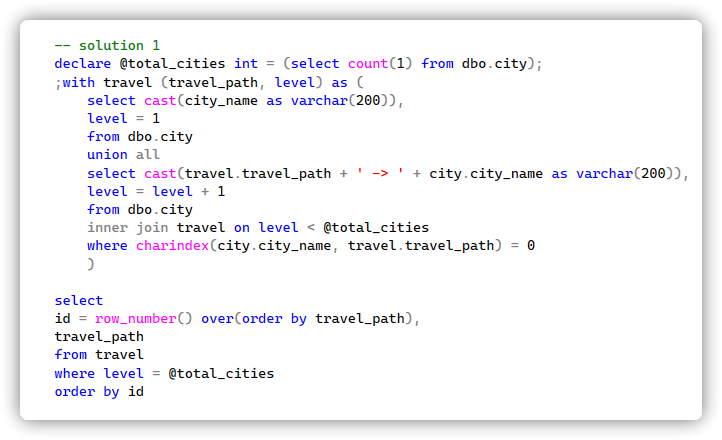 -- solution 1
declare @total_cities int = (select count(1) from dbo.city);
;with travel (travel_path, level) as (
    select cast(city_name as varchar(200)),
    level = 1
    from dbo.city
    union all
    select cast(travel.travel_path + ' -> ' + city.city_name as varchar(200)),
    level = level + 1
    from dbo.city
    inner join travel on level < @total_cities
    where charindex(city.city_name, travel.travel_path) = 0
    )

select
id = row_number() over(order by travel_path),
travel_path
from travel
where level = @total_cities
order by id